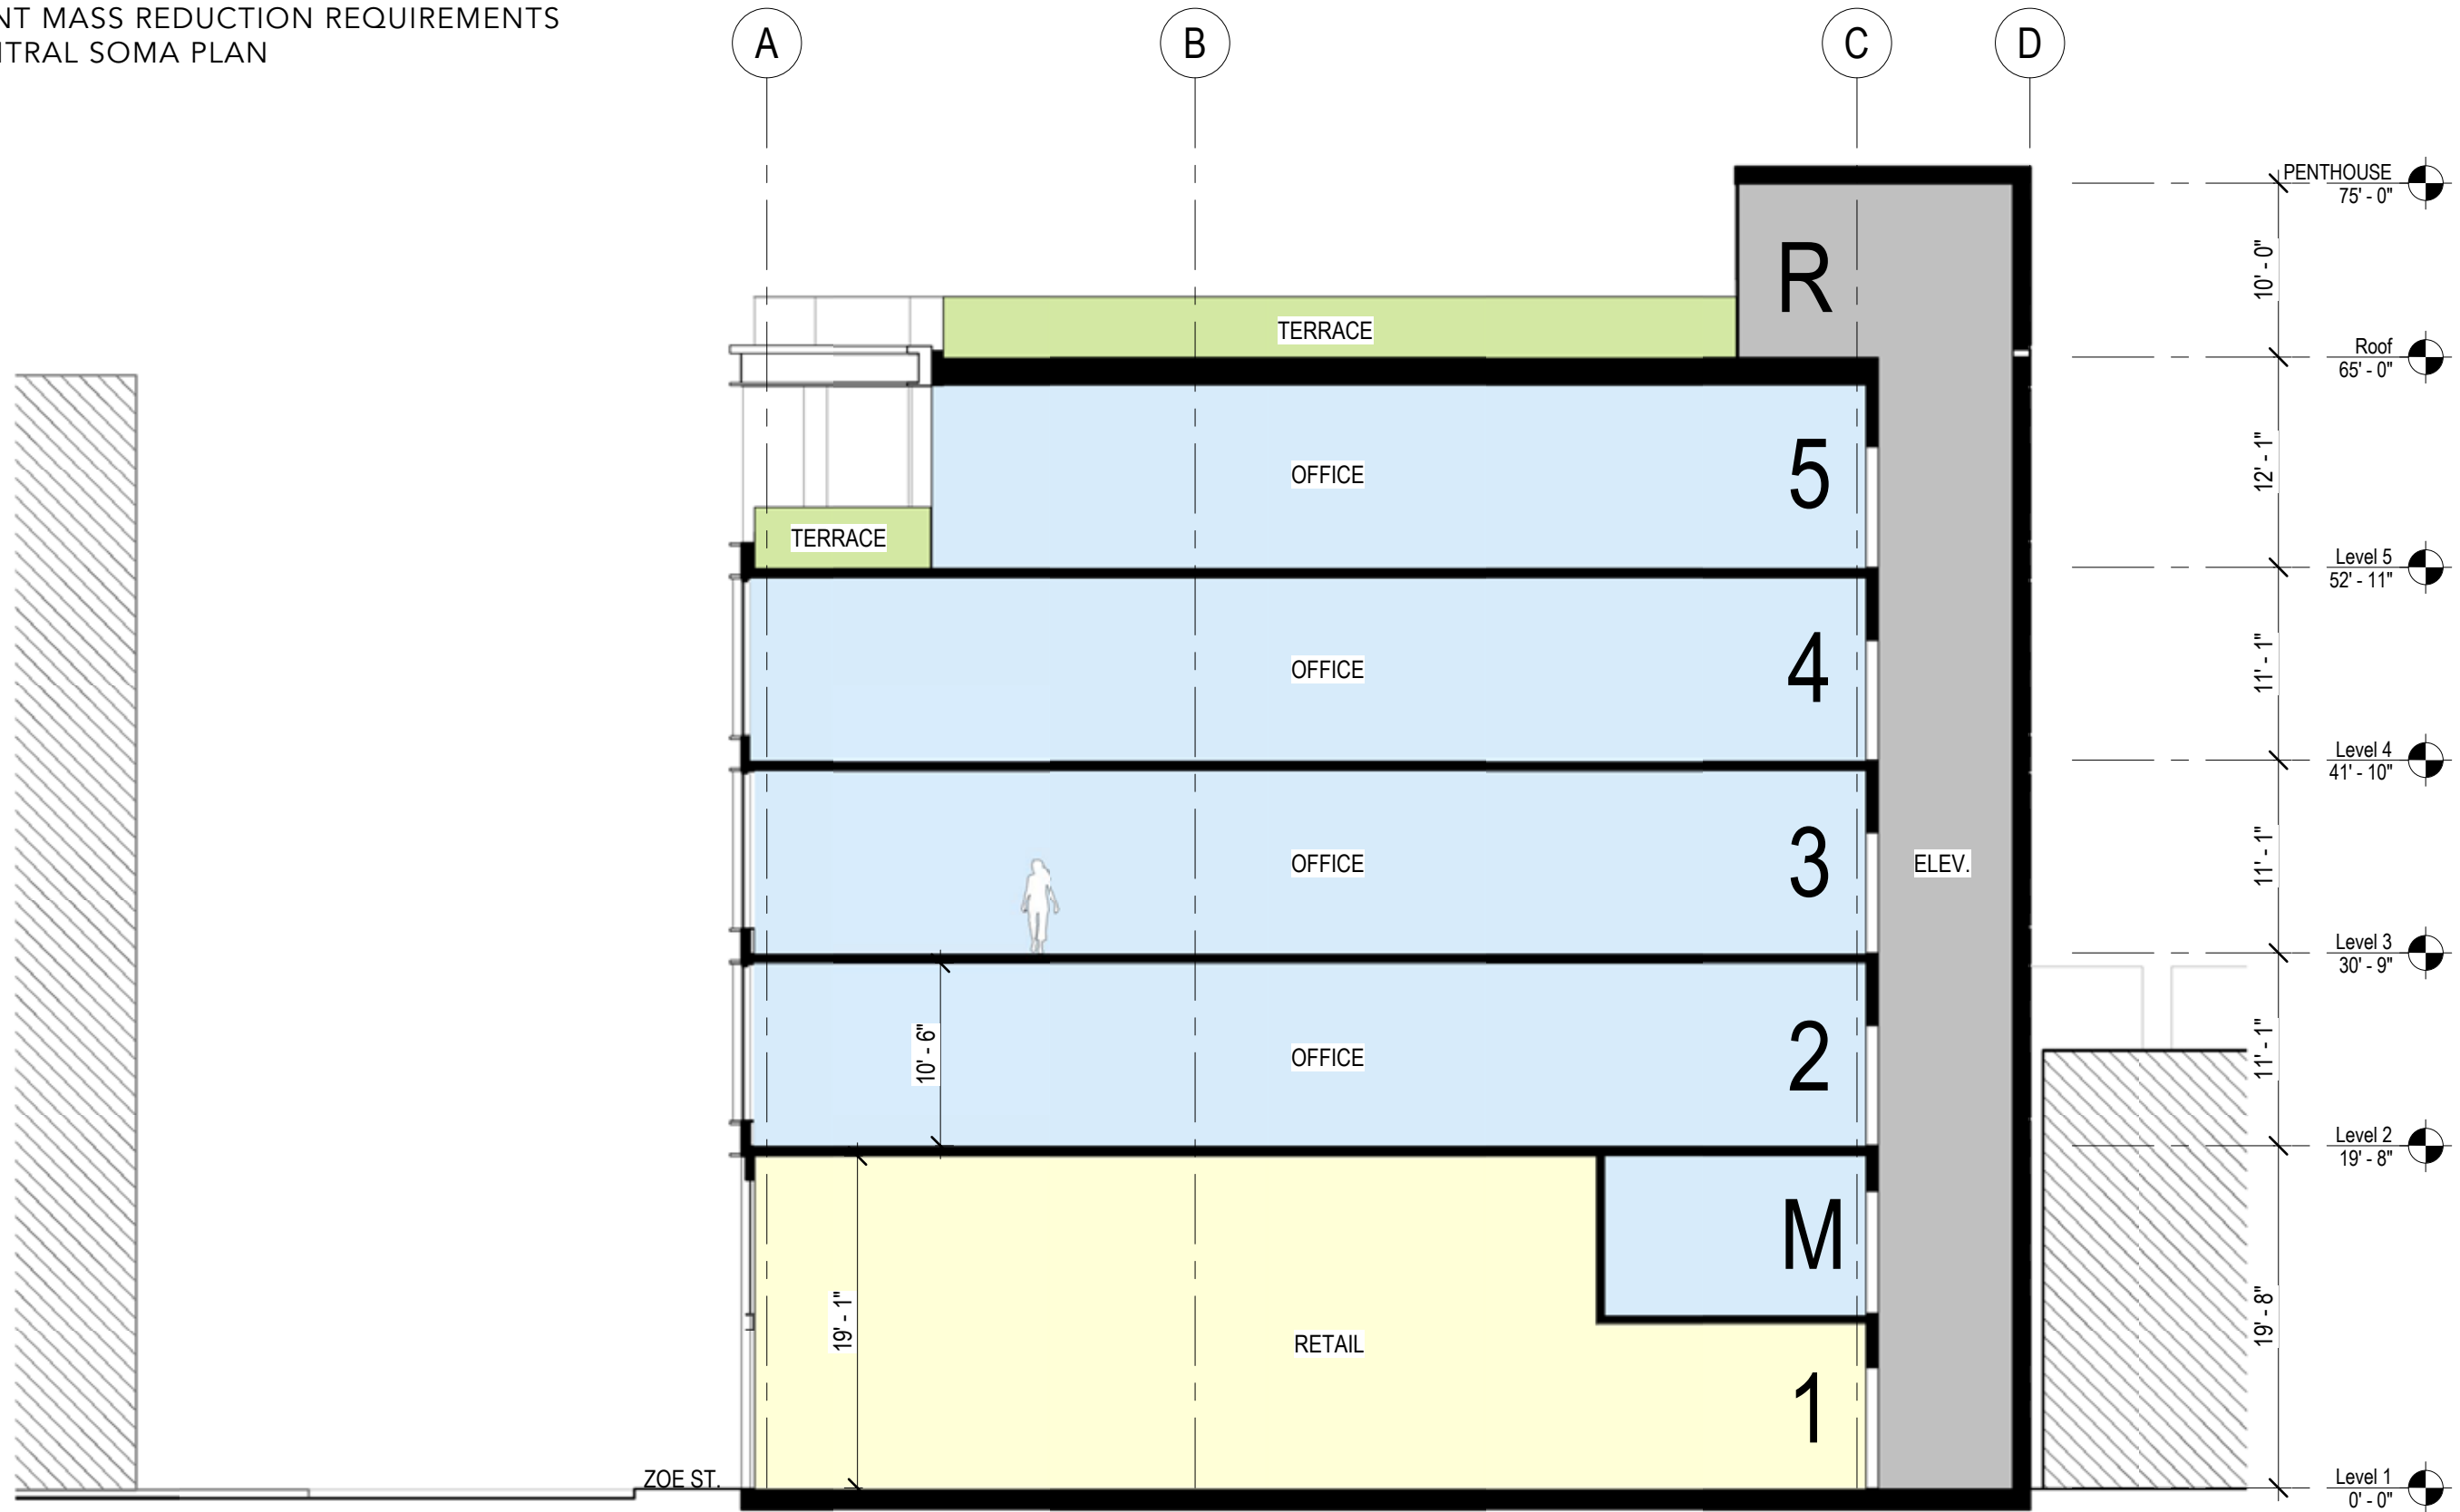 NT MASS REDUCTION REQUIREMENTS
NTRAL SOMA PLAN
A
B
C
D
PENTHOUSE
75' - 0"
10' - 0"
R
TERRACE
Roof
65' - 0"
12' - 1"
OFFICE
5
TERRACE
Level 5
52' - 11"
11' - 1"
OFFICE
4
Level 4
41' - 10"
11' - 1"
OFFICE
3
ELEV.
Level 3
30' - 9"
11' - 1"
10' - 6"
OFFICE
2
Level 2
19' - 8"
M
19' - 8"
19' - 1"
RETAIL
1
ZOE ST.
Level 1
0' - 0"